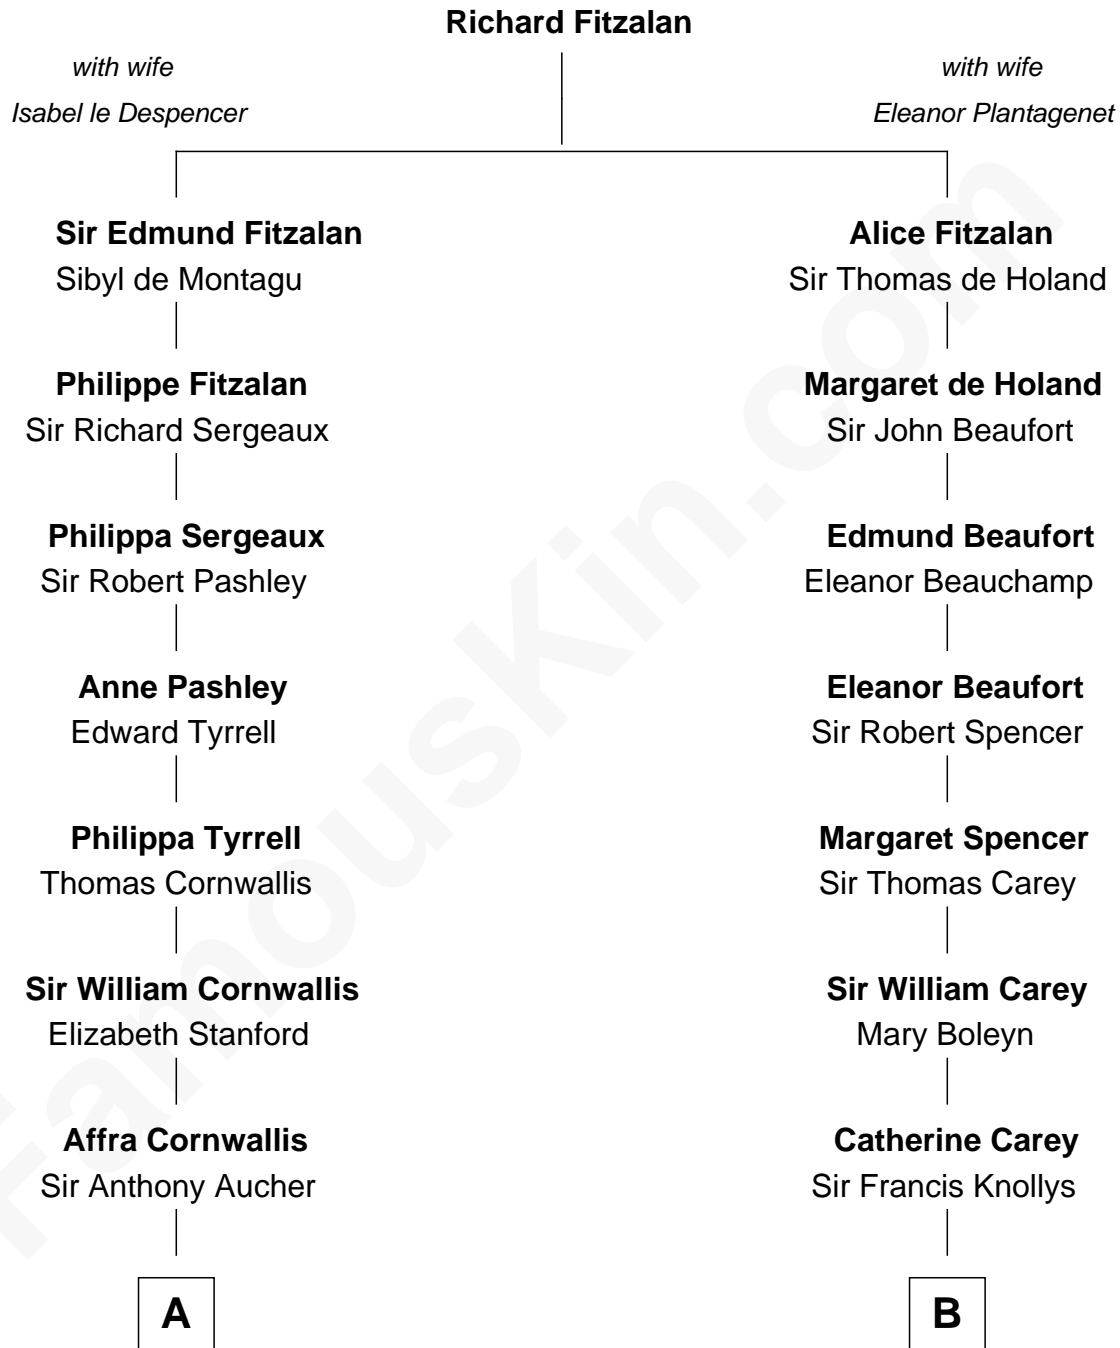 Richard Fitzalan
with wife
Isabel le Despencer
with wife
Eleanor Plantagenet
Sir Edmund Fitzalan
Sibyl de Montagu
Alice Fitzalan
Sir Thomas de Holand
Philippe Fitzalan
Sir Richard Sergeaux
Margaret de Holand
Sir John Beaufort
Philippa Sergeaux
Sir Robert Pashley
Edmund Beaufort
Eleanor Beauchamp
Anne Pashley
Edward Tyrrell
Eleanor Beaufort
Sir Robert Spencer
Philippa Tyrrell
Thomas Cornwallis
Margaret Spencer
Sir Thomas Carey
Sir William Cornwallis
Elizabeth Stanford
Sir William Carey
Mary Boleyn
Affra Cornwallis
Sir Anthony Aucher
Catherine Carey
Sir Francis Knollys
A
B
FamousKin.com